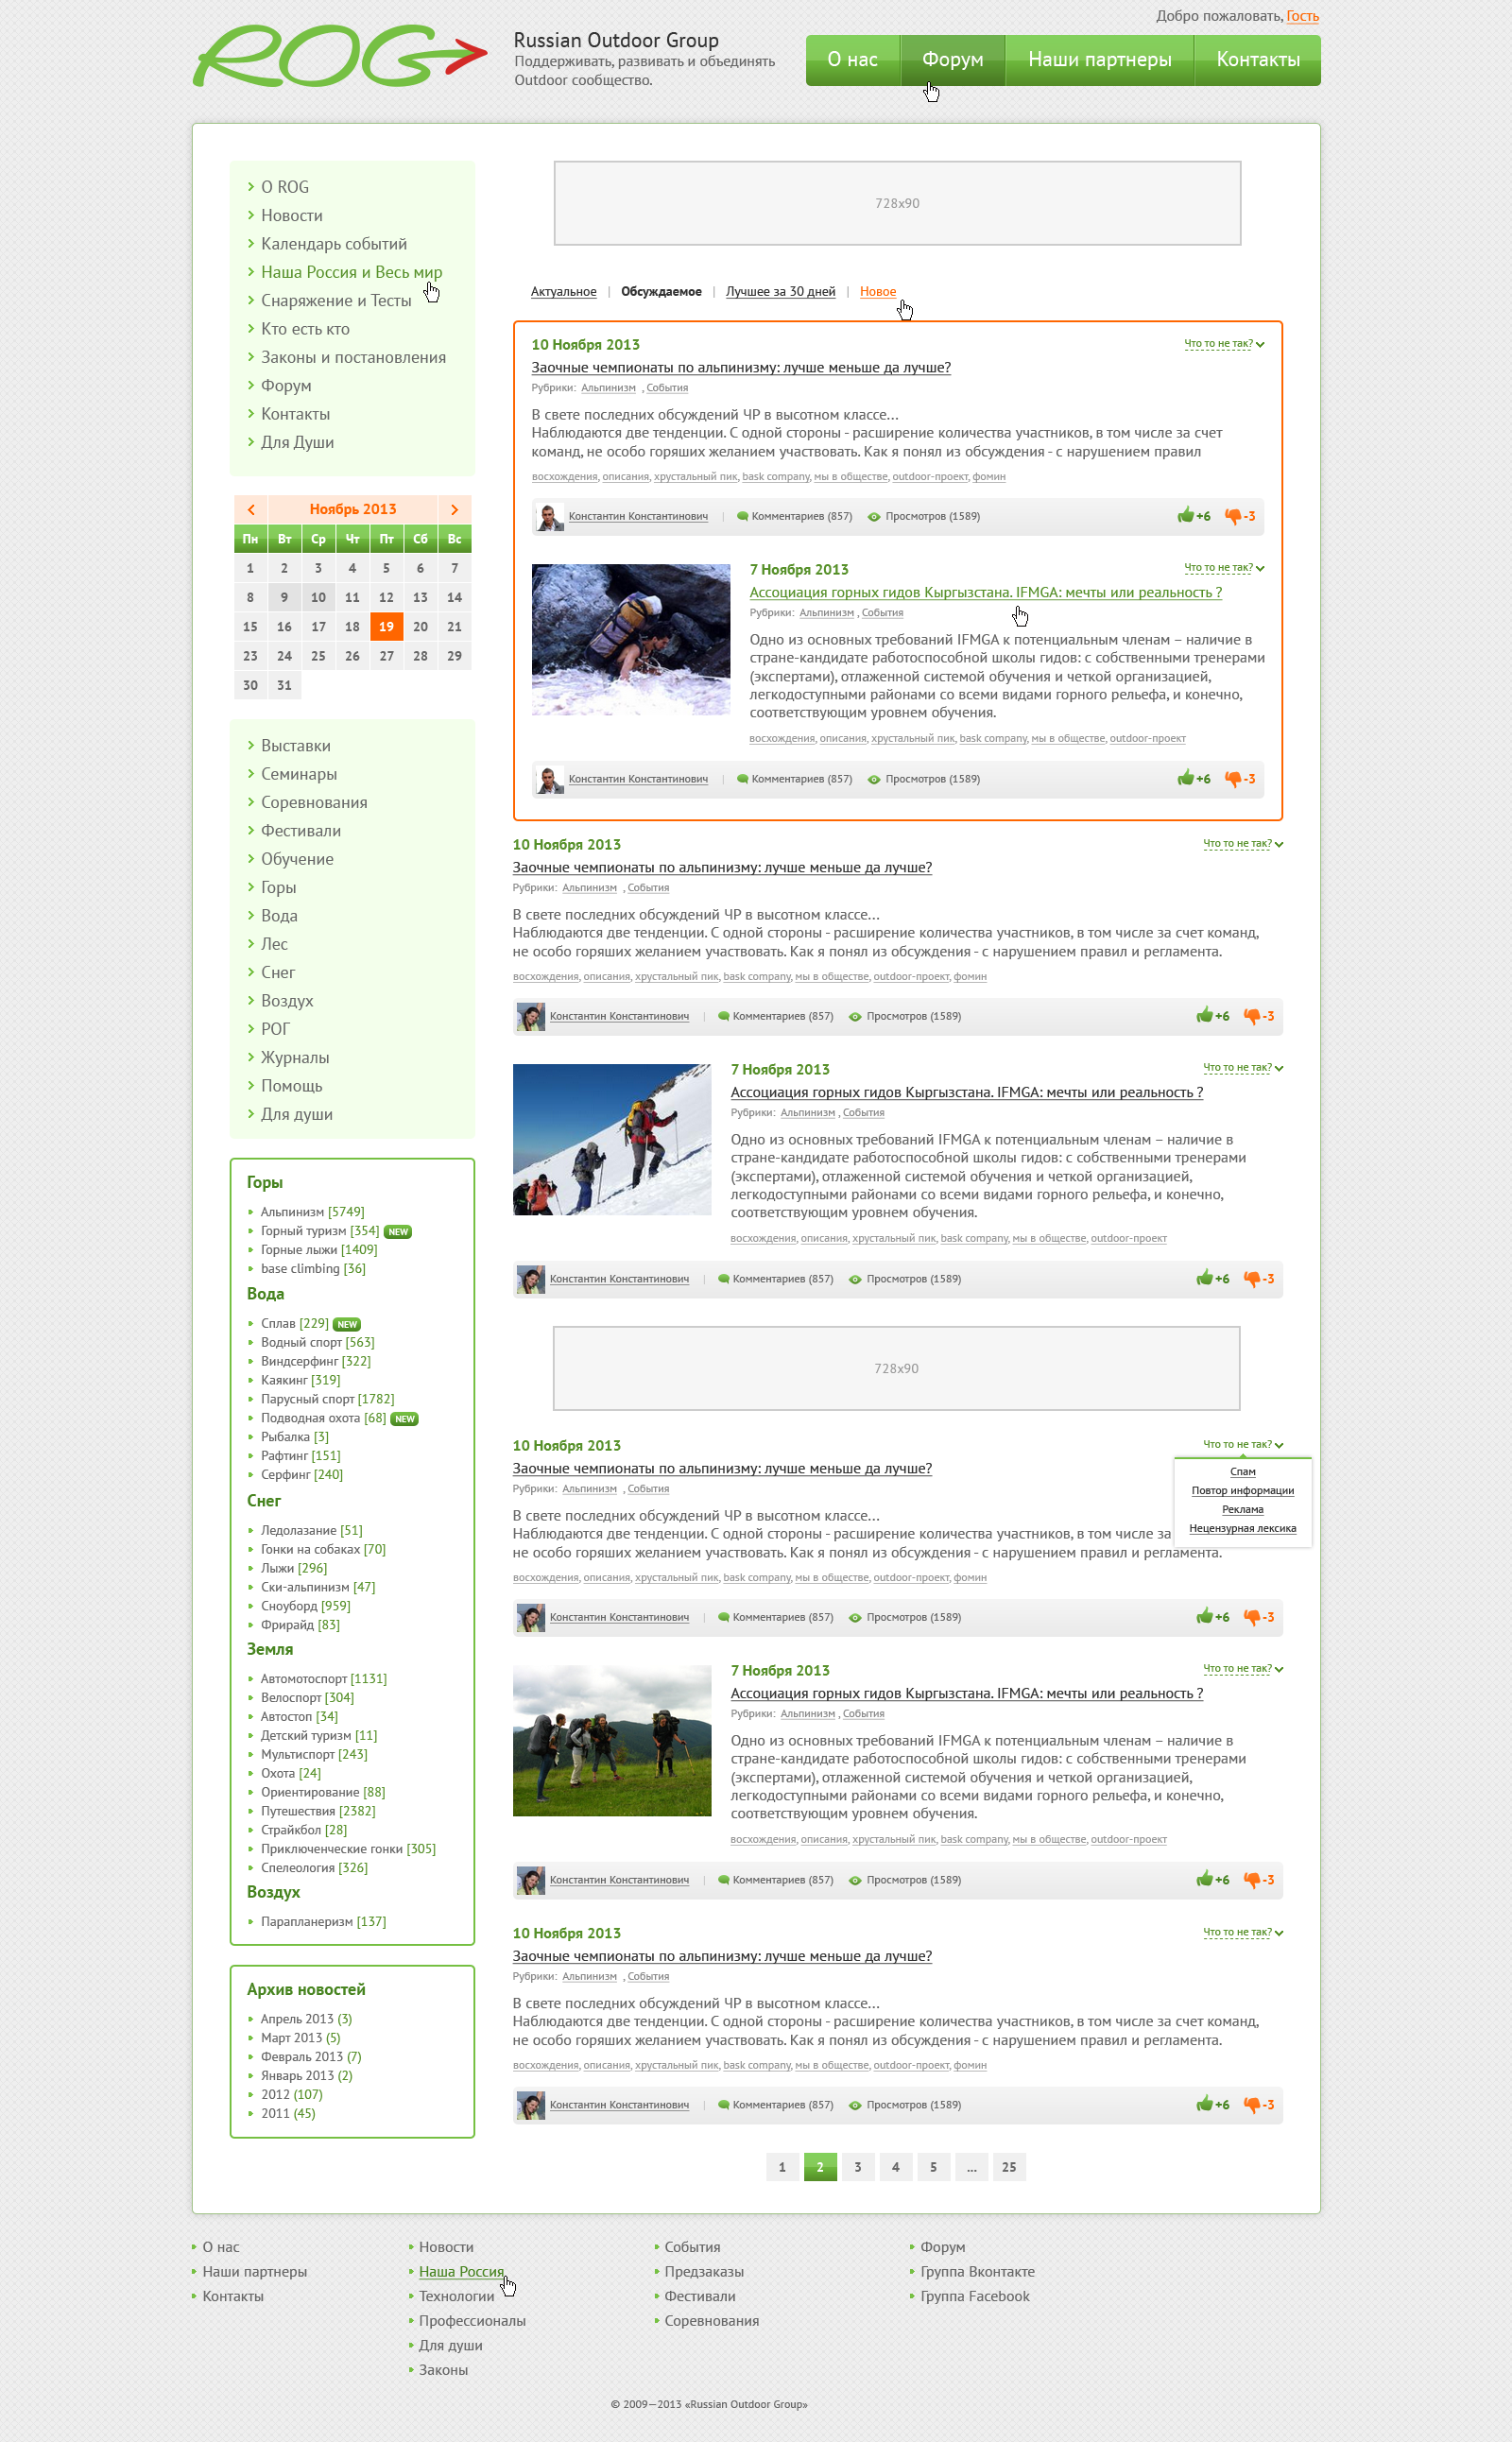 Добро пожаловать, Гость
ROG
Russian Outdoor Group
Поддерживать, развивать и объединять
Outdoor сообщество.
О нас
Форум
Наши партнеры
Контакты
О ROG
Новости
Календарь событий
Наша Россия и Весь мир
Снаряжение и Тесты
Кто есть кто
Законы и постановления
Форум
Контакты
Для Души
Ноябрь 2013
Пн Вт Ср Чт Пт Сб Вс
1 2 3 4 5 6 7
8 9 10 11 12 13 14
15 16 17 18 19 20 21
23 24 25 26 27 28 29
30 31
Выставки
Семинары
Соревнования
Фестивали
Обучение
Горы
Вода
Лес
Снег
Воздух
РОГ
Журналы
Помощь
Для души
Горы
Альпинизм [5749]
Горный туризм [354] NEW
Горные лыжи [1409]
base climbing [36]
Вода
Сплав [229] NEW
Водный спорт [563]
Виндсерфинг [322]
Каякинг [319]
Парусный спорт [1782]
Подводная охота [68] NEW
Рыбалка [3]
Рафтинг [151]
Серфинг [240]
Снег
Ледолазание [51]
Гонки на собаках [70]
Лыжи [296]
Ски-альпинизм [47]
Сноуборд [959]
Фрирайд [83]
Земля
Автомотоспорт [1131]
Велоспорт [304]
Автостоп [34]
Детский туризм [11]
Мультиспорт [243]
Охота [24]
Ориентирование [88]
Путешествия [2382]
Страйкбол [28]
Приключенческие гонки [305]
Спелеология [326]
Воздух
Парапланеризм [137]
Архив новостей
Апрель 2013 (3)
Март 2013 (5)
Февраль 2013 (7)
Январь 2013 (2)
2012 (107)
2011 (45)
728x90
Актуальное | Обсуждаемое | Лучшее за 30 дней | Новое
10 Ноября 2013 Что то не так?
Заочные чемпионаты по альпинизму: лучше меньше да лучше?
Рубрики: Альпинизм , События
В свете последних обсуждений ЧР в высотном классе...
Наблюдаются две тенденции. С одной стороны - расширение количества участников, в том числе за счет
команд, не особо горяших желанием участвовать. Как я понял из обсуждения - с нарушением правил
восхождения, описания, хрустальный пик, bask company, мы в обществе, outdoor-проект, фомин
Константин Константинович | Комментариев (857) Просмотров (1589) +6 -3
7 Ноября 2013 Что то не так?
Ассоциация горных гидов Кыргызстана. IFMGA: мечты или реальность ?
Рубрики: Альпинизм , События
Одно из основных требований IFMGA к потенциальным членам – наличие в
стране-кандидате работоспособной школы гидов: с собственными тренерами
(экспертами), отлаженной системой обучения и четкой организацией,
легкодоступными районами со всеми видами горного рельефа, и конечно,
соответствующим уровнем обучения.
восхождения, описания, хрустальный пик, bask company, мы в обществе, outdoor-проект
Константин Константинович | Комментариев (857) Просмотров (1589) +6 -3
10 Ноября 2013 Что то не так?
Заочные чемпионаты по альпинизму: лучше меньше да лучше?
Рубрики: Альпинизм , События
В свете последних обсуждений ЧР в высотном классе...
Наблюдаются две тенденции. С одной стороны - расширение количества участников, в том числе за счет команд,
не особо горяших желанием участвовать. Как я понял из обсуждения - с нарушением правил и регламента.
восхождения, описания, хрустальный пик, bask company, мы в обществе, outdoor-проект, фомин
Константин Константинович | Комментариев (857) Просмотров (1589) +6 -3
7 Ноября 2013 Что то не так?
Ассоциация горных гидов Кыргызстана. IFMGA: мечты или реальность ?
Рубрики: Альпинизм , События
Одно из основных требований IFMGA к потенциальным членам – наличие в
стране-кандидате работоспособной школы гидов: с собственными тренерами
(экспертами), отлаженной системой обучения и четкой организацией,
легкодоступными районами со всеми видами горного рельефа, и конечно,
соответствующим уровнем обучения.
восхождения, описания, хрустальный пик, bask company, мы в обществе, outdoor-проект
Константин Константинович | Комментариев (857) Просмотров (1589) +6 -3
728x90
10 Ноября 2013 Что то не так?
Спам
Повтор информации
Реклама
Нецензурная лексика
Заочные чемпионаты по альпинизму: лучше меньше да лучше?
Рубрики: Альпинизм , События
В свете последних обсуждений ЧР в высотном классе...
Наблюдаются две тенденции. С одной стороны - расширение количества участников, в том числе за
не особо горяших желанием участвовать. Как я понял из обсуждения - с нарушением правил и регламента.
восхождения, описания, хрустальный пик, bask company, мы в обществе, outdoor-проект, фомин
Константин Константинович | Комментариев (857) Просмотров (1589) +6 -3
7 Ноября 2013 Что то не так?
Ассоциация горных гидов Кыргызстана. IFMGA: мечты или реальность ?
Рубрики: Альпинизм , События
Одно из основных требований IFMGA к потенциальным членам – наличие в
стране-кандидате работоспособной школы гидов: с собственными тренерами
(экспертами), отлаженной системой обучения и четкой организацией,
легкодоступными районами со всеми видами горного рельефа, и конечно,
соответствующим уровнем обучения.
восхождения, описания, хрустальный пик, bask company, мы в обществе, outdoor-проект
Константин Константинович | Комментариев (857) Просмотров (1589) +6 -3
10 Ноября 2013 Что то не так?
Заочные чемпионаты по альпинизму: лучше меньше да лучше?
Рубрики: Альпинизм , События
В свете последних обсуждений ЧР в высотном классе...
Наблюдаются две тенденции. С одной стороны - расширение количества участников, в том числе за счет команд,
не особо горяших желанием участвовать. Как я понял из обсуждения - с нарушением правил и регламента.
восхождения, описания, хрустальный пик, bask company, мы в обществе, outdoor-проект, фомин
Константин Константинович | Комментариев (857) Просмотров (1589) +6 -3
1 2 3 4 5 ... 25
О нас
Наши партнеры
Контакты
Новости
Наша Россия
Технологии
Профессионалы
Для души
Законы
События
Предзаказы
Фестивали
Соревнования
Форум
Группа Вконтакте
Группа Facebook
© 2009—2013 «Russian Outdoor Group»